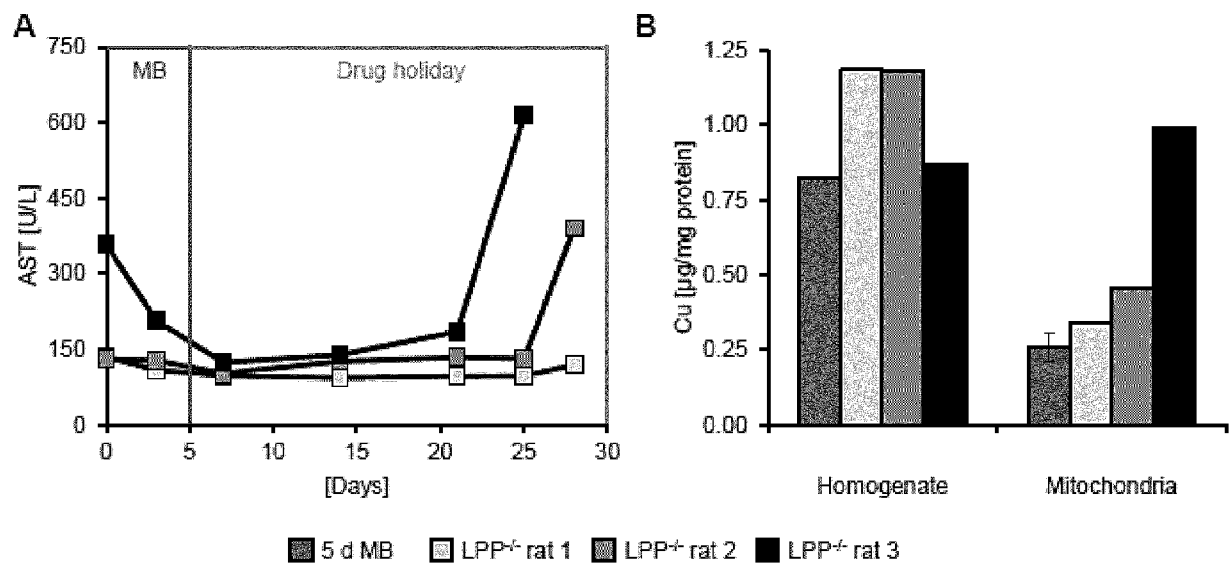 A
750
600
450
300
150
0
AST [U/L]
MB
Drug holiday
0 5 10 15 20 25 30
[Days]
B
1.25
1.00
0.75
0.50
0.25
0.00
Cu [µg/mg protein]
Homogenate Mitochondria
5 d MB LPP-/- rat 1 LPP-/- rat 2 LPP-/- rat 3